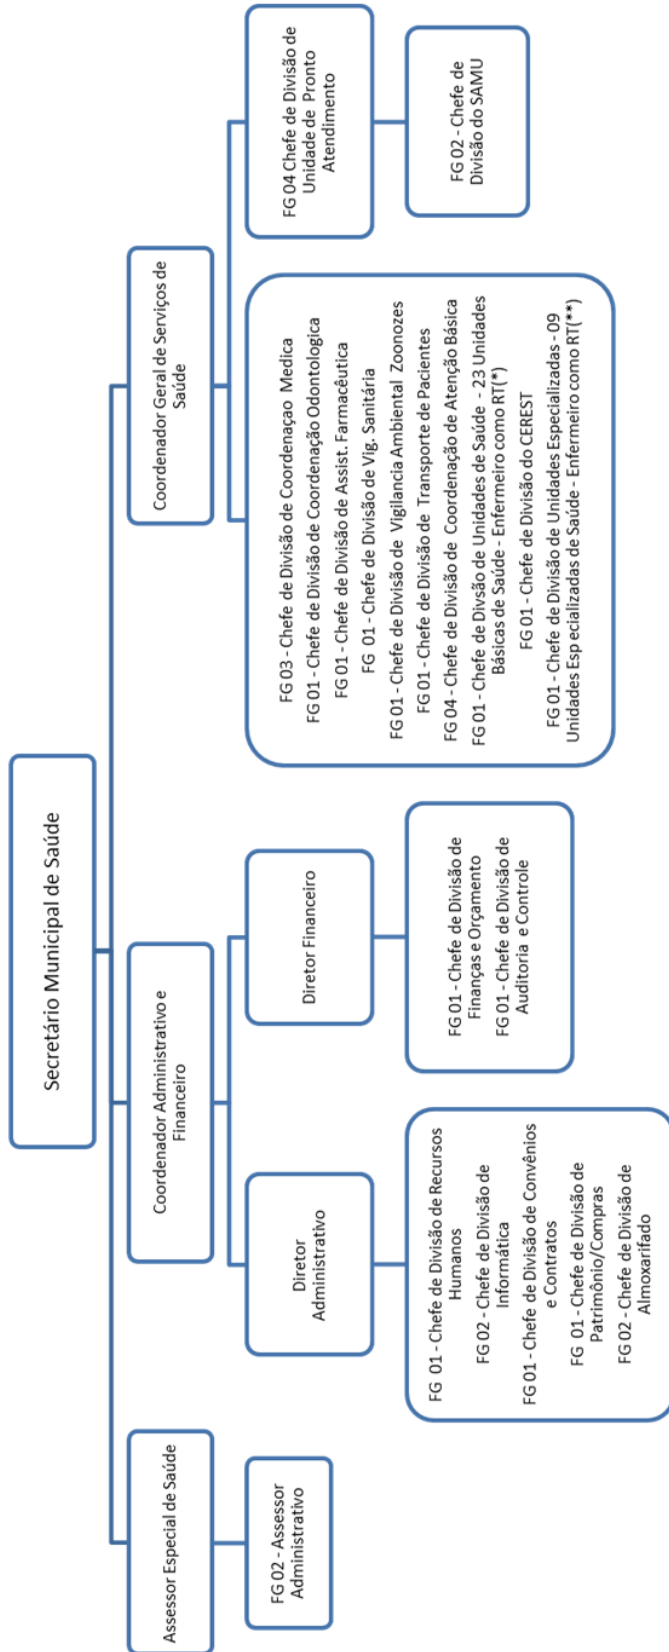 Secretário Municipal de Saúde
Assessor Especial de Saúde
FG 02 - Assessor
Administrativo
Coordenador Administrativo e
Financeiro
Diretor
Administrativo
FG 01 - Chefe de Divisão de Recursos
Humanos
FG 02 - Chefe de Divisão de
Informática
FG 01 - Chefe de Divisão de Convênios
e Contratos
FG 01 - Chefe de Divisão de
Patrimônio/Compras
FG 02 - Chefe de Divisão de
Almoxarifado
Diretor Financeiro
FG 01 - Chefe de Divisão de
Finanças e Orçamento
FG 01 - Chefe de Divisão de
Auditoria e Controle
Coordenador Geral de Serviços de
Saúde
FG 03 - Chefe de Divisão de Coordenaçao Medica
FG 01 - Chefe de Divisão de Coordenação Odontologica
FG 01 - Chefe de Divisão de Assist. Farmacêutica
FG 01 - Chefe de Divisão de Vig. Sanitária
FG 01 - Chefe de Divisão de Vigilancia Ambiental Zoonozes
FG 01 - Chefe de Divisão de Transporte de Pacientes
FG 04 - Chefe de Divisão de Coordenação de Atenção Básica
FG 01 - Chefe de Divsão de Unidades de Saúde - 23 Unidades
Básicas de Saúde - Enfermeiro como RT(*)
FG 01 - Chefe de Divisão do CEREST
FG 01 - Chefe de Divisão de Unidades Especializadas - 09
Unidades Especializadas de Saúde - Enfermeiro como RT(**)
FG 04 Chefe de Divisão de
Unidade de Pronto
Atendimento
FG 02 - Chefe de
Divisão do SAMU